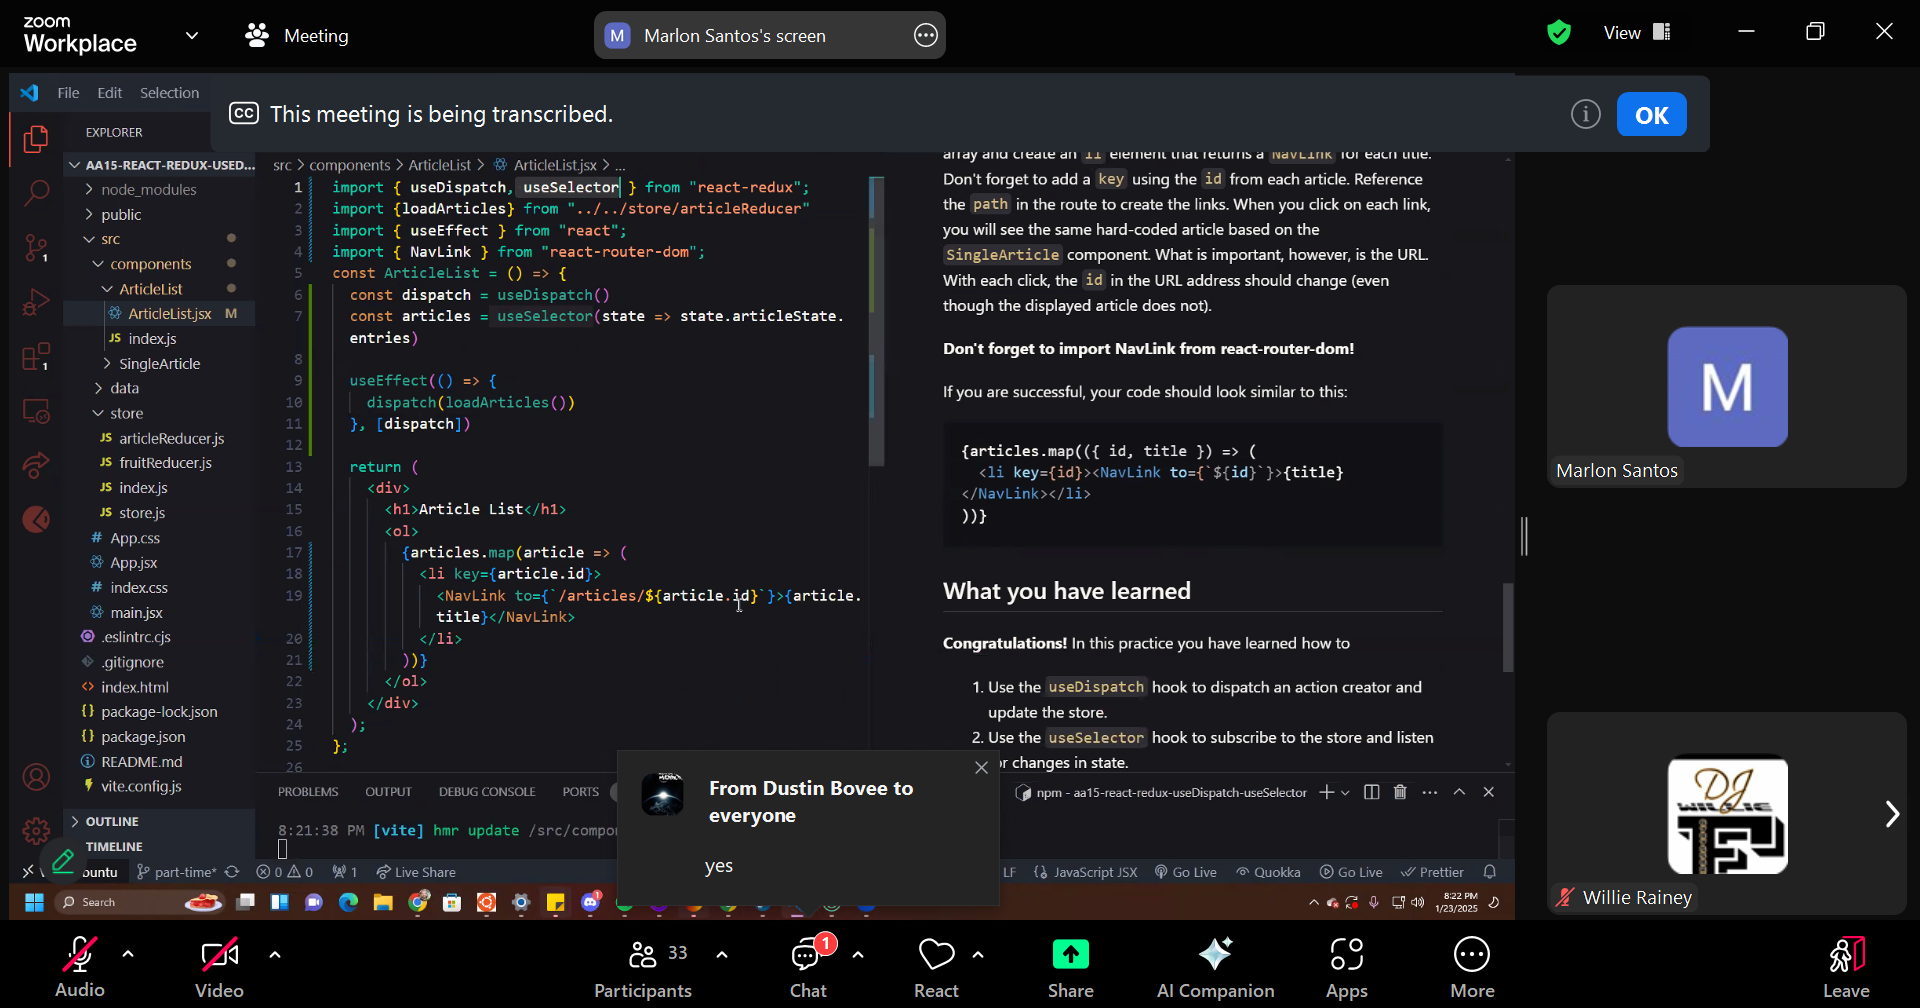 zoom
Workplace
Meeting
M
Marlon Santos's screen
View
File Edit Selection
CC This meeting is being transcribed.
OK
EXPLORER
AA15-REACT-REDUX-USED...
node_modules
public
src
components
ArticleList
ArticleList.jsx M
JS index.js
SingleArticle
data
store
JS articleReducer.js
JS fruitReducer.js
JS index.js
JS store.js
# App.css
App.jsx
# index.css
main.jsx
.eslintrc.cjs
.gitignore
<> index.html
{} package-lock.json
{} package.json
README.md
vite.config.js
OUTLINE
TIMELINE
1
1
src > components > ArticleList > ArticleList.jsx > ...
1 import { useDispatch, useSelector } from "react-redux";
2 import {loadArticles} from "../../store/articleReducer"
3 import { useEffect } from "react";
4 import { NavLink } from "react-router-dom";
5 const ArticleList = () => {
6 const dispatch = useDispatch()
7 const articles = useSelector(state => state.articleState.
entries)
8
9 useEffect(() => {
10 dispatch(loadArticles())
11 }, [dispatch])
12
13 return (
14 <div>
15 <h1>Article List</h1>
16 <ol>
17 {articles.map(article => (
18 <li key={article.id}>
19 <NavLink to={`/articles/${article.id}`}>{article.
title}</NavLink>
20 </li>
21 ))}
22 </ol>
23 </div>
24 );
25 };
26
array and create an li element that returns a NavLink for each title.
Don't forget to add a key using the id from each article. Reference
the path in the route to create the links. When you click on each link,
you will see the same hard-coded article based on the
SingleArticle component. What is important, however, is the URL.
With each click, the id in the URL address should change (even
though the displayed article does not).
Don't forget to import NavLink from react-router-dom!
If you are successful, your code should look similar to this:
{articles.map(({ id, title }) => (
<li key={id}><NavLink to={`${id}`}>{title}
</NavLink></li>
))}
What you have learned
Congratulations! In this practice you have learned how to
1. Use the useDispatch hook to dispatch an action creator and
update the store.
2. Use the useSelector hook to subscribe to the store and listen
or changes in state.
PROBLEMS OUTPUT DEBUG CONSOLE PORTS
npm - aa15-react-redux-useDispatch-useSelector
8:21:38 PM [vite] hmr update /src/compo
From Dustin Bovee to
everyone
yes
untu part-time* 0 0 1 Live Share
LF {} JavaScript JSX Go Live Quokka Go Live Prettier
Search
8:22 PM
1/23/2025
M
Marlon Santos
DJ
WILLIE
Willie Rainey
Audio
Video
33
Participants
1
Chat
React
Share
AI Companion
Apps
More
Leave